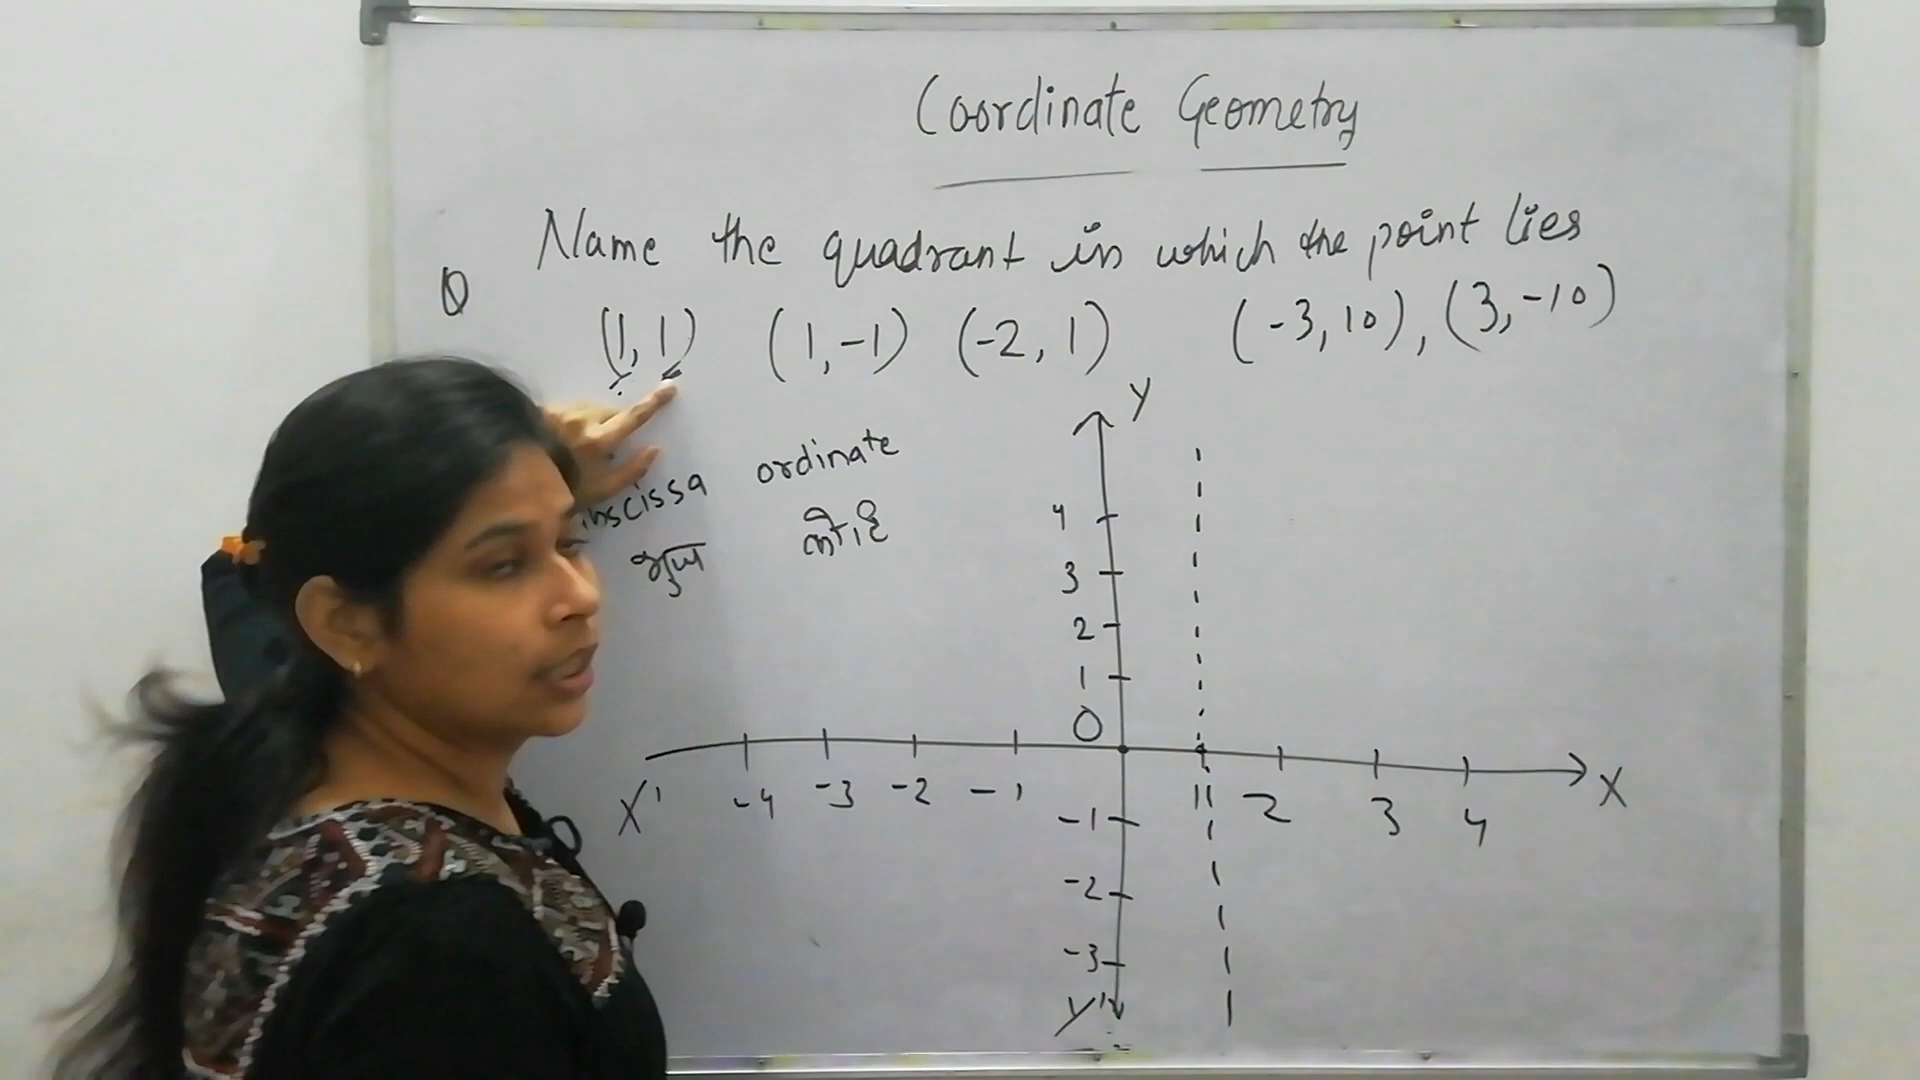 Coordinate Geometry
Name the quadrant in which the point lies
Q
(1, 1) (1, -1) (-2, 1) (-3, 10), (3, -10)
ordinate
कोटि
Y
4
3
2
1
0
X' -4 -3 -2 -1 1 2 3 4 X
-1
-2
-3
Y'